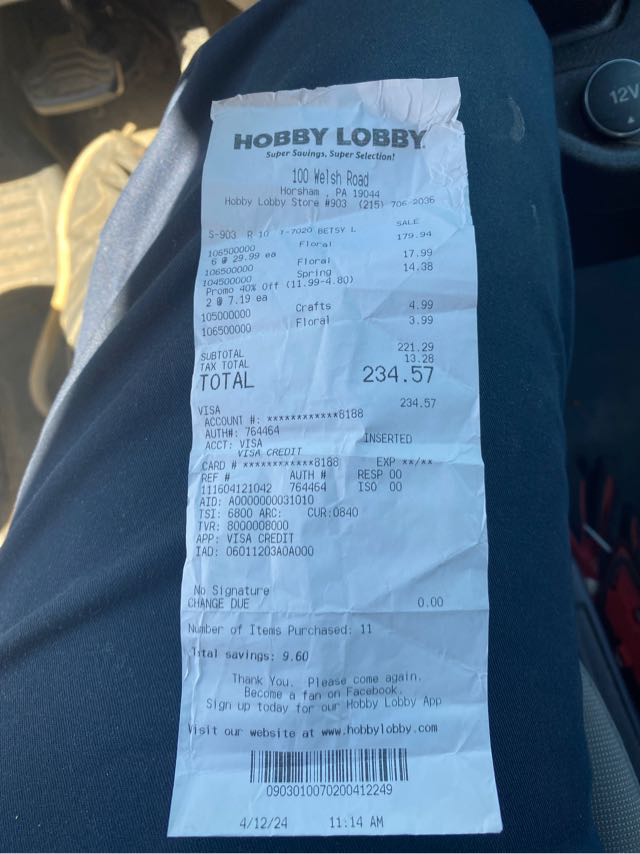 HOBBY LOBBY
Super Savings, Super Selection!
100 Welsh Road
Horsham , PA 19044
Hobby Lobby Store #903 (215) 706-2036
S-903 R 10 T-7020 BETSY L SALE
106500000 Floral 179.94
6 @ 29.99 ea
106500000 Floral 17.99
104500000 Spring 14.38
Promo 40% Off (11.99-4.80)
2 @ 7.19 ea
105000000 Crafts 4.99
106500000 Floral 3.99
SUBTOTAL 221.29
TAX TOTAL 13.28
TOTAL 234.57
VISA 234.57
ACCOUNT #: ************8188
AUTH#: 764464
ACCT: VISA INSERTED
VISA CREDIT
CARD # ************8188 EXP **/**
REF # AUTH # RESP 00
111604121042 764464 ISO 00
AID: A0000000031010
TSI: 6800 ARC: CUR:0840
TVR: 8000008000
APP: VISA CREDIT
IAD: 06011203A0A000
No Signature
CHANGE DUE 0.00
Number of Items Purchased: 11
Total savings: 9.60
Thank You. Please come again.
Become a fan on Facebook.
Sign up today for our Hobby Lobby App
Visit our website at www.hobbylobby.com
0903010070200412249
4/12/24 11:14 AM
12V